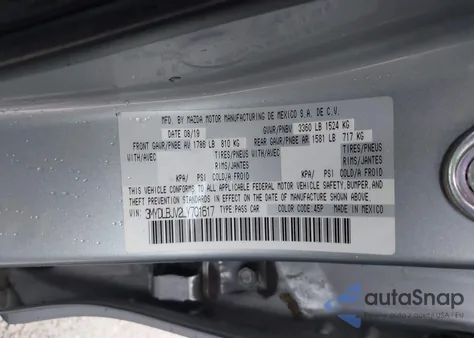 MFD. BY MAZDA MOTOR MANUFACTURING DE MEXICO S.A. DE C.V.
DATE 08/19 GVWR/PNBV 3360 LB 1524 KG
FRONT GAWR/PNBE AV 1786 LB 810 KG REAR GAWR/PNBE AR 1581 LB 717 KG
WITH/AVEC TIRES/PNEUS WITH/AVEC TIRES/PNEUS
RIMS/JANTES RIMS/JANTES
KPA/ PSI/ COLD/A FROID KPA/ PSI/ COLD/A FROID
THIS VEHICLE CONFORMS TO ALL APPLICABLE FEDERAL MOTOR VEHICLE SAFETY, BUMPER, AND
THEFT PREVENTION STANDARDS IN EFFECT ON THE DATE OF MANUFACTURE SHOWN ABOVE.
VIN: TYPE: PASS CAR COLOR CODE: 45P MADE IN MEXICO
autoSnap